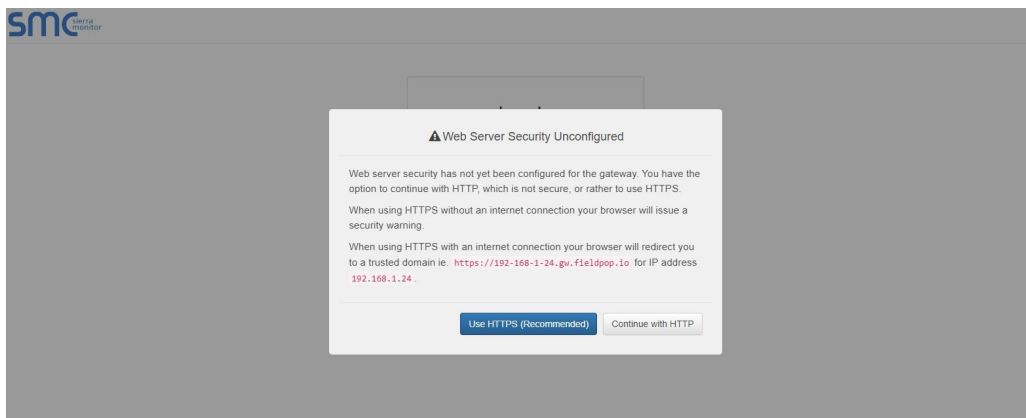 SMC sierra
monitor
Web Server Security Unconfigured
Web server security has not yet been configured for the gateway. You have the
option to continue with HTTP, which is not secure, or rather to use HTTPS.
When using HTTPS without an internet connection your browser will issue a
security warning.
When using HTTPS with an internet connection your browser will redirect you
to a trusted domain ie. https://192-168-1-24.gw.fieldpop.io for IP address
192.168.1.24 .
Use HTTPS (Recommended) Continue with HTTP